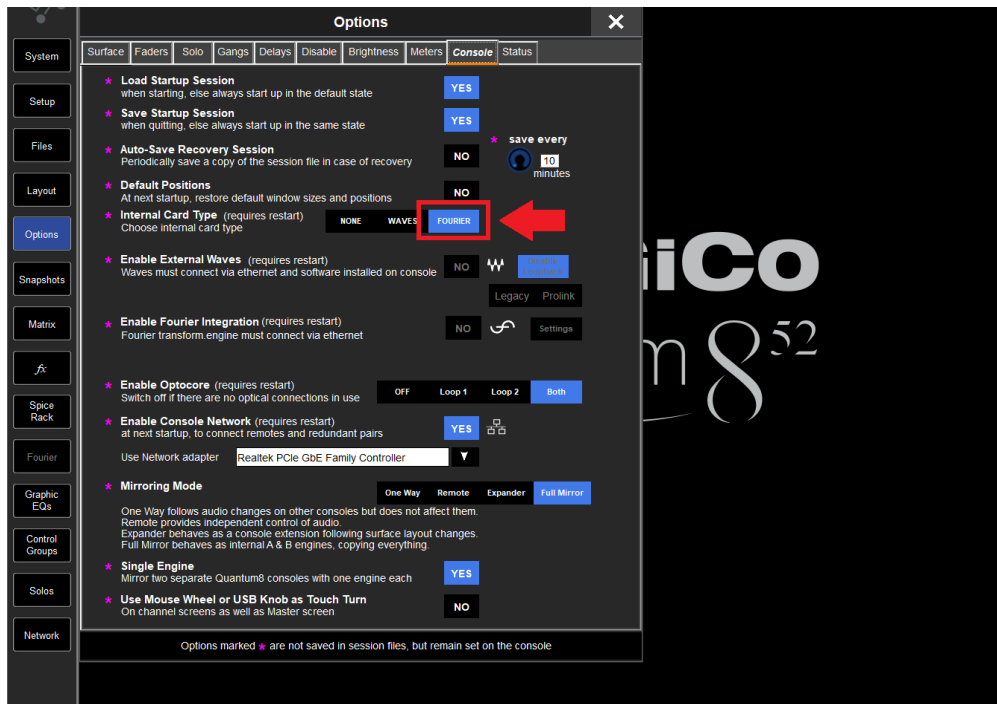 Options
System
Setup
Files
Layout
Options
Snapshots
Matrix
fx
Spice
Rack
Fourier
Graphic
EQs
Control
Groups
Solos
Network
Surface Faders Solo Gangs Delays Disable Brightness Meters Console Status
* Load Startup Session
when starting, else always start up in the default state
YES
* Save Startup Session
when quitting, else always start up in the same state
YES
* Auto-Save Recovery Session
Periodically save a copy of the session file in case of recovery
NO
* save every
10
minutes
* Default Positions
At next startup, restore default window sizes and positions
NO
* Internal Card Type (requires restart)
Choose internal card type
NONE WAVES FOURIER
* Enable External Waves (requires restart)
Waves must connect via ethernet and software installed on console
NO
Legacy Prolink
* Enable Fourier Integration (requires restart)
Fourier transform.engine must connect via ethernet
NO Settings
* Enable Optocore (requires restart)
Switch off if there are no optical connections in use
OFF Loop 1 Loop 2 Both
* Enable Console Network (requires restart)
at next startup, to connect remotes and redundant pairs
YES
Use Network adapter Realtek PCIe GbE Family Controller
* Mirroring Mode
One Way Remote Expander Full Mirror
One Way follows audio changes on other consoles but does not affect them.
Remote provides independent control of audio.
Expander behaves as a console extension following surface layout changes.
Full Mirror behaves as internal A & B engines, copying everything.
* Single Engine
Mirror two separate Quantum8 consoles with one engine each
YES
* Use Mouse Wheel or USB Knob as Touch Turn
On channel screens as well as Master screen
NO
Options marked * are not saved in session files, but remain set on the console
iCo
m 8 52